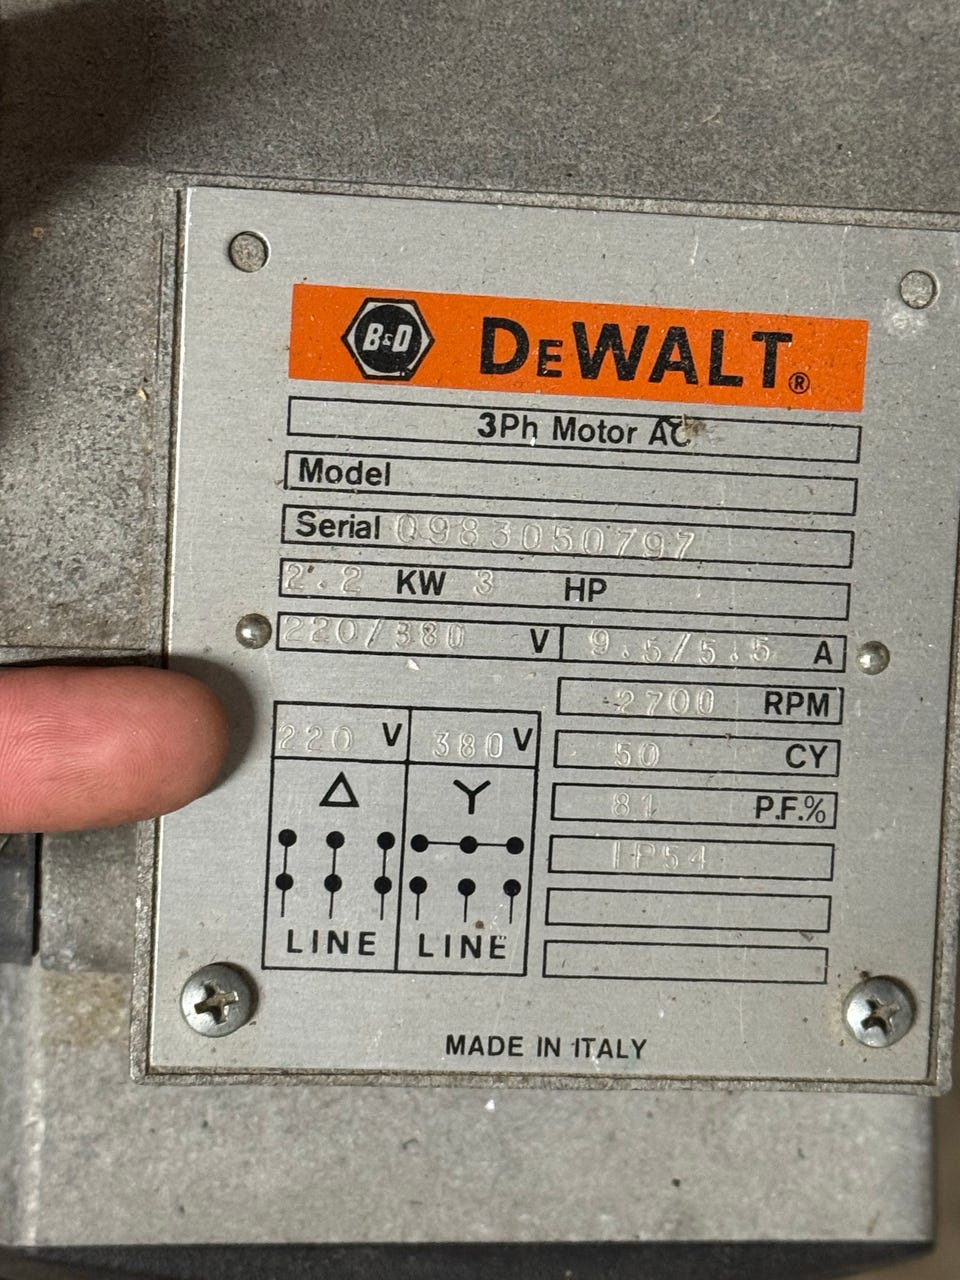 B&D DEWALT®
3Ph Motor AC
Model
Serial 0983050797
2.2 KW 3 HP
220/380 V 9.5/5.5 A
2700 RPM
220 V 380 V
50 CY
81 P.F.%
IP54
LINE LINE
MADE IN ITALY